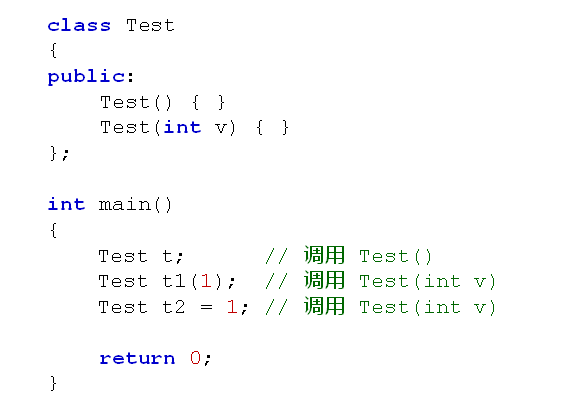 class Test
{
public:
    Test() { }
    Test(int v) { }
};

int main()
{
    Test t;      // 调用 Test()
    Test t1(1);  // 调用 Test(int v)
    Test t2 = 1; // 调用 Test(int v)

    return 0;
}